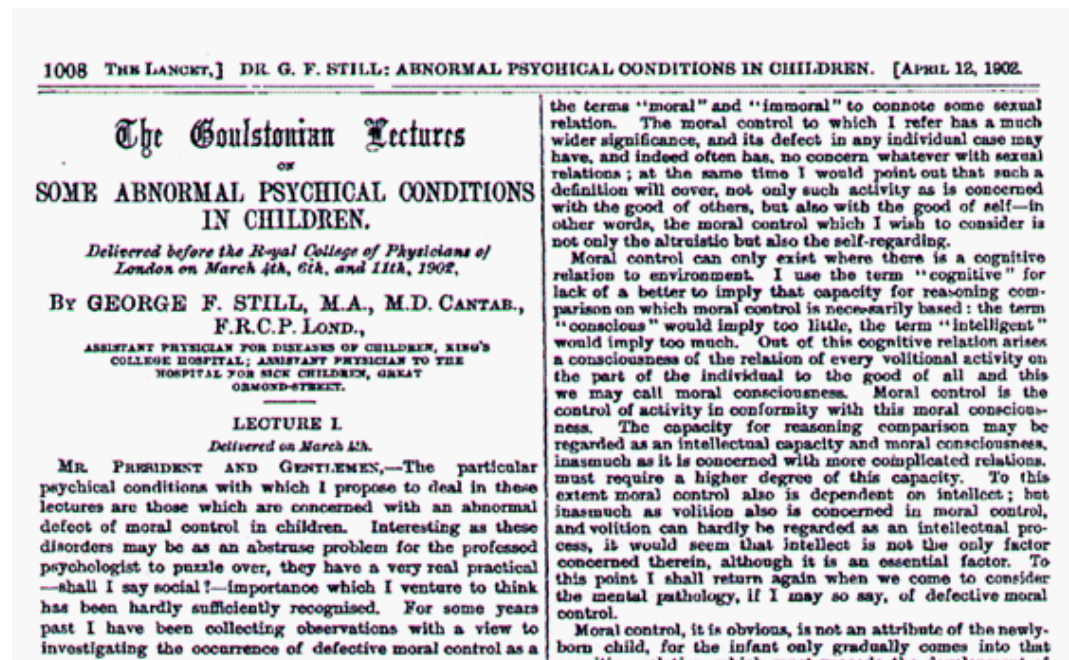 1008 THE LANCET,] DR. G. F. STILL: ABNORMAL PSYCHICAL CONDITIONS IN CHILDREN. [APRIL 12, 1902.
The Goulstonian Lectures
ON
SOME ABNORMAL PSYCHICAL CONDITIONS
IN CHILDREN.
Delivered before the Royal College of Physicians of
London on March 4th, 6th, and 11th, 1902,
BY GEORGE F. STILL, M.A., M.D. CANTAB.,
F.R.C.P. LOND.,
ASSISTANT PHYSICIAN FOR DISEASES OF CHILDREN, KING'S
COLLEGE HOSPITAL; ASSISTANT PHYSICIAN TO THE
HOSPITAL FOR SICK CHILDREN, GREAT
ORMOND-STREET.
LECTURE I.
Delivered on March 4th.
MR. PRESIDENT AND GENTLEMEN,—The particular
psychical conditions with which I propose to deal in these
lectures are those which are concerned with an abnormal
defect of moral control in children. Interesting as these
disorders may be as an abstruse problem for the professed
psychologist to puzzle over, they have a very real practical
—shall I say social?—importance which I venture to think
has been hardly sufficiently recognised. For some years
past I have been collecting observations with a view to
investigating the occurrence of defective moral control as a
the terms "moral" and "immoral" to connote some sexual
relation. The moral control to which I refer has a much
wider significance, and its defect in any individual case may
have, and indeed often has, no concern whatever with sexual
relations; at the same time I would point out that such a
definition will cover, not only such activity as is concerned
with the good of others, but also with the good of self—in
other words, the moral control which I wish to consider is
not only the altruistic but also the self-regarding.
Moral control can only exist where there is a cognitive
relation to environment. I use the term "cognitive" for
lack of a better to imply that capacity for reasoning com-
parison on which moral control is necessarily based: the term
"conscious" would imply too little, the term "intelligent"
would imply too much. Out of this cognitive relation arises
a consciousness of the relation of every volitional activity on
the part of the individual to the good of all and this
we may call moral consciousness. Moral control is the
control of activity in conformity with this moral conscious-
ness. The capacity for reasoning comparison may be
regarded as an intellectual capacity and moral consciousness,
inasmuch as it is concerned with more complicated relations,
must require a higher degree of this capacity. To this
extent moral control also is dependent on intellect; but
inasmuch as volition also is concerned in moral control,
and volition can hardly be regarded as an intellectual pro-
cess, it would seem that intellect is not the only factor
concerned therein, although it is an essential factor. To
this point I shall return again when we come to consider
the mental pathology, if I may so say, of defective moral
control.
Moral control, it is obvious, is not an attribute of the newly-
born child, for the infant only gradually comes into that